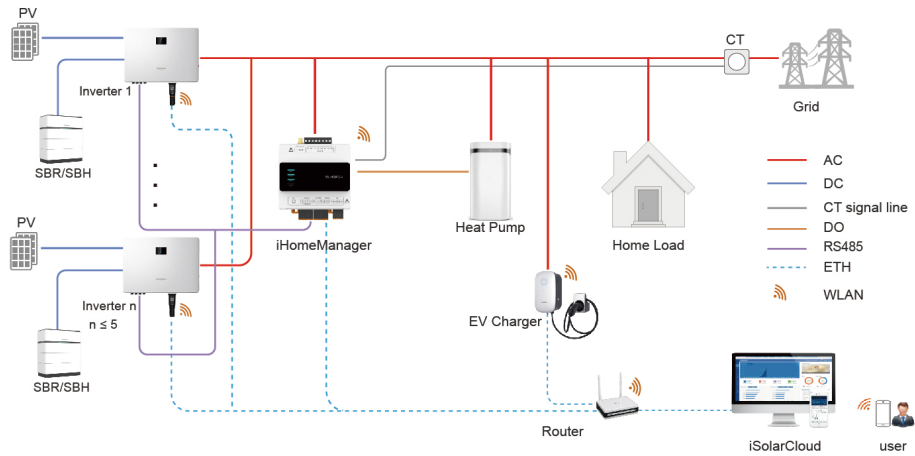 PV
CT
Inverter 1
Grid
SBR/SBH
AC
DC
CT signal line
DO
RS485
ETH
WLAN
iHomeManager
Heat Pump
Home Load
PV
Inverter n
n ≤ 5
EV Charger
SBR/SBH
Router
iSolarCloud
user